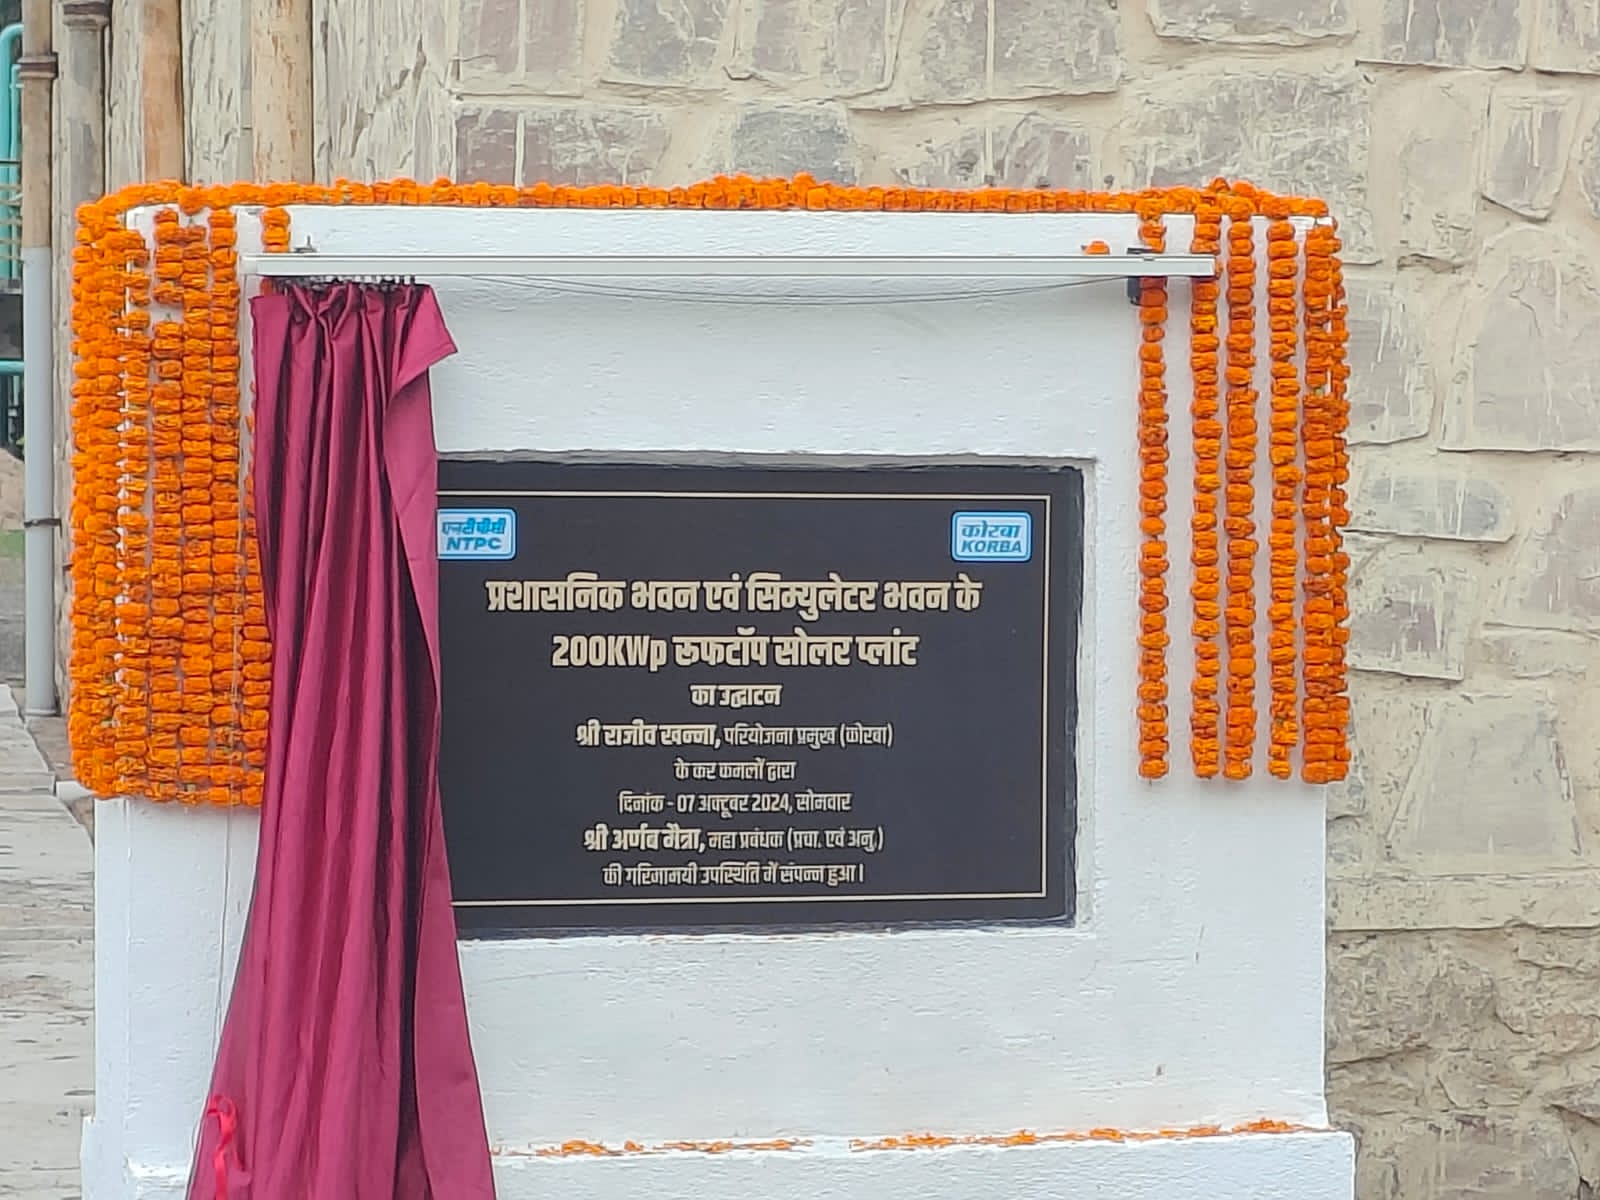 एनटीपीसी
NTPC
कोरबा
KORBA
प्रशासनिक भवन एवं सिम्युलेटर भवन के
200KWp रूफटॉप सोलर प्लांट
का उद्घाटन
श्री राजीव खन्ना, परियोजना प्रमुख (कोरबा)
के कर कमलों द्वारा
दिनांक - 07 अक्टूबर 2024, सोमवार
श्री अर्णब मैत्रा, महा प्रबंधक (प्रचा. एवं अनु.)
की गरिमामयी उपस्थिति में संपन्न हुआ।